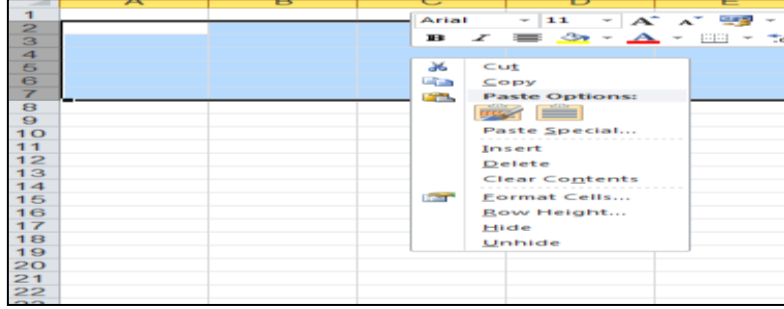 A B C D E
Arial 11 A A
B I A
1
2
3
4
5
6
7
8
9
10
11
12
13
14
15
16
17
18
19
20
21
22
Cut
Copy
Paste Options:
Paste Special...
Insert
Delete
Clear Contents
Format Cells...
Row Height...
Hide
Unhide